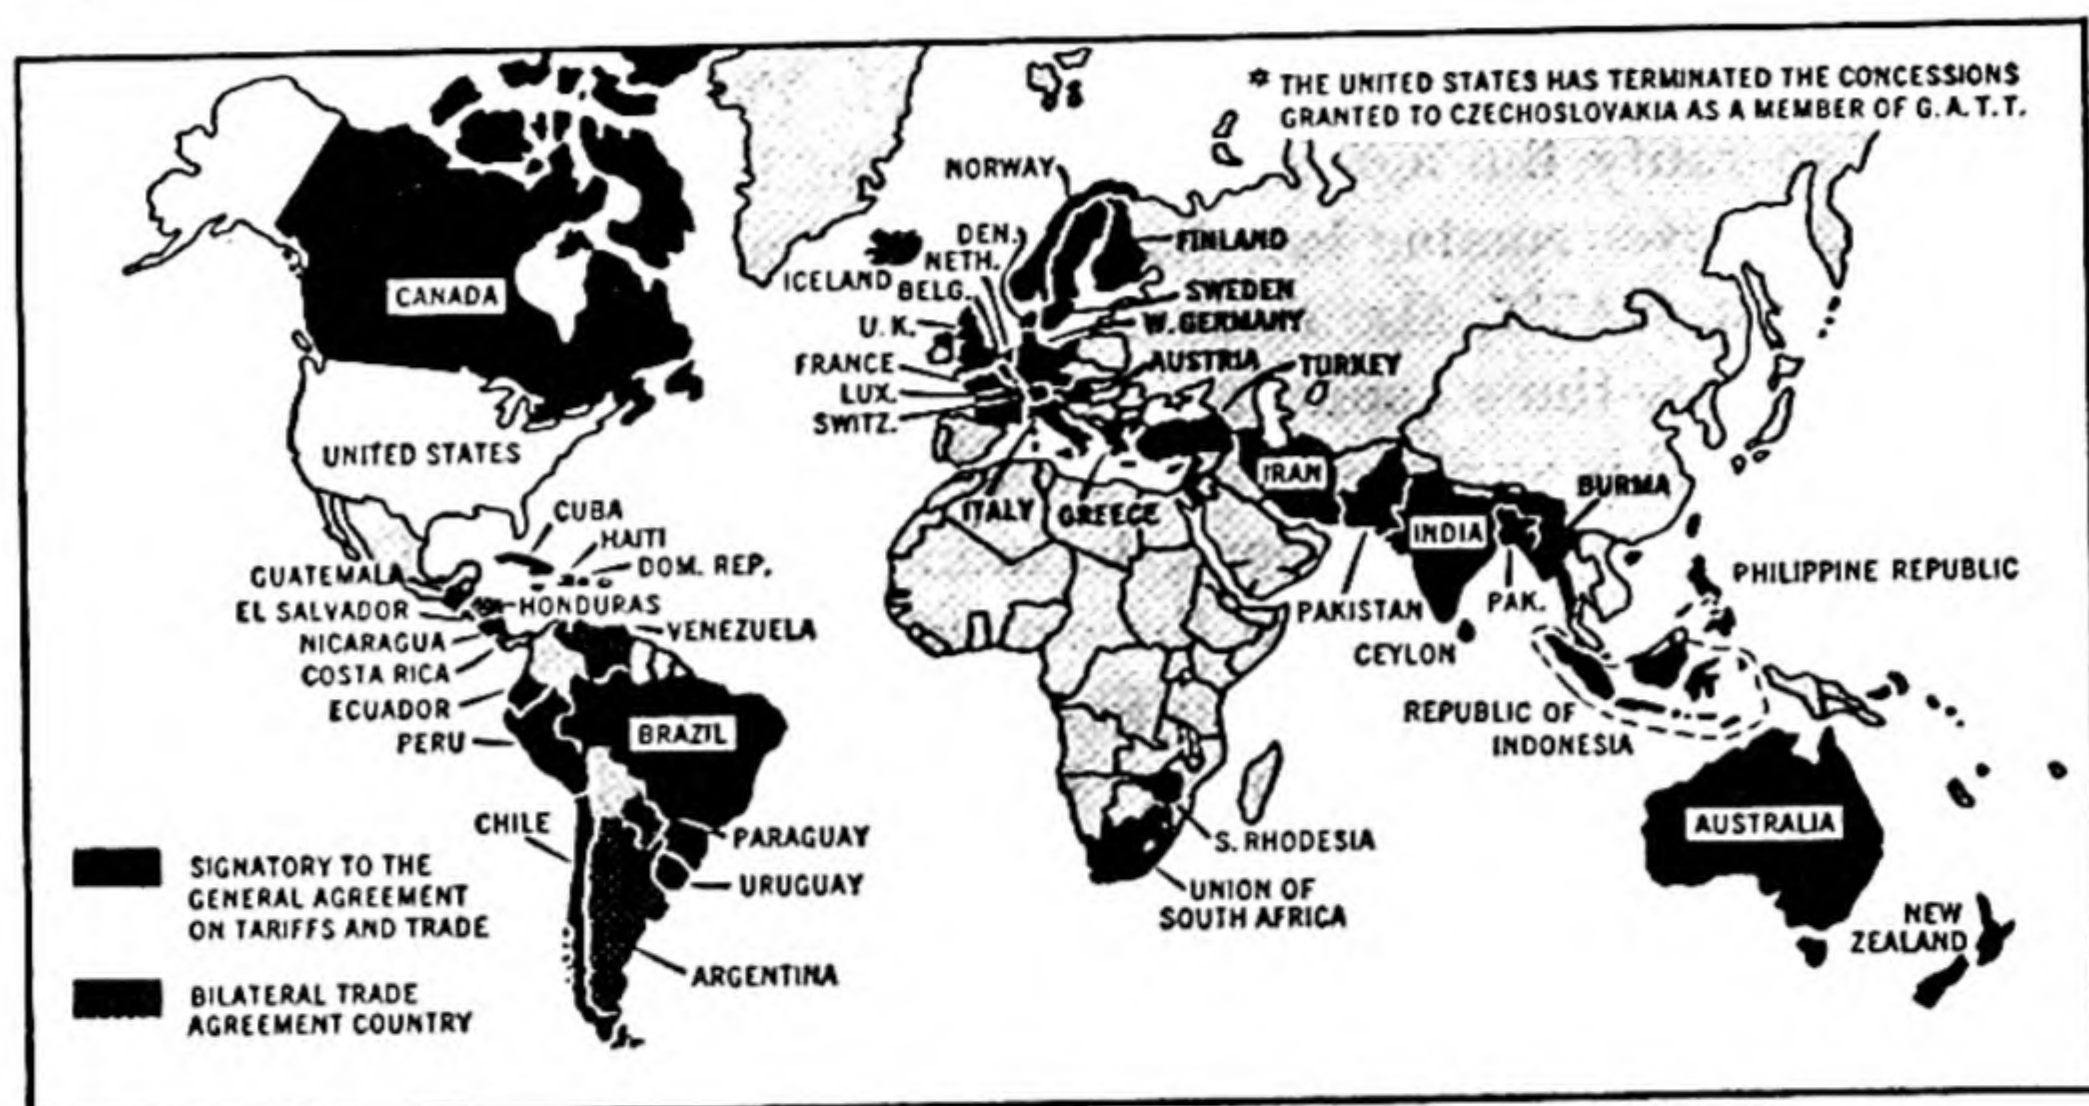 * THE UNITED STATES HAS TERMINATED THE CONCESSIONS
GRANTED TO CZECHOSLOVAKIA AS A MEMBER OF G.A.T.T.
NORWAY
DEN.
FINLAND
NETH.
ICELAND
BELG.
SWEDEN
CANADA
U.K.
W. GERMANY
FRANCE
AUSTRIA
TURKEY
LUX.
SWITZ.
UNITED STATES
IRAN
BURMA
CUBA
ITALY
GREECE
INDIA
HAITI
DOM. REP.
GUATEMALA
PHILIPPINE REPUBLIC
EL SALVADOR
HONDURAS
PAKISTAN
PAK.
NICARAGUA
VENEZUELA
CEYLON
COSTA RICA
ECUADOR
REPUBLIC OF
INDONESIA
PERU
BRAZIL
CHILE
PARAGUAY
S. RHODESIA
AUSTRALIA
URUGUAY
UNION OF
SOUTH AFRICA
NEW
ZEALAND
ARGENTINA
SIGNATORY TO THE
GENERAL AGREEMENT
ON TARIFFS AND TRADE
BILATERAL TRADE
AGREEMENT COUNTRY